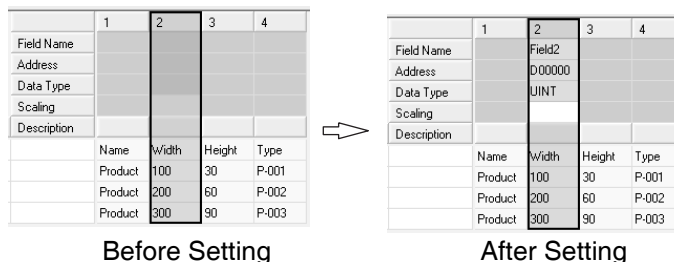 1 2 3 4
Field Name
Address
Data Type
Scaling
Description
Name Width Height Type
Product 100 30 P-001
Product 200 60 P-002
Product 300 90 P-003
Before Setting
1 2 3 4
Field Name Field2
Address D00000
Data Type UINT
Scaling
Description
Name Width Height Type
Product 100 30 P-001
Product 200 60 P-002
Product 300 90 P-003
After Setting